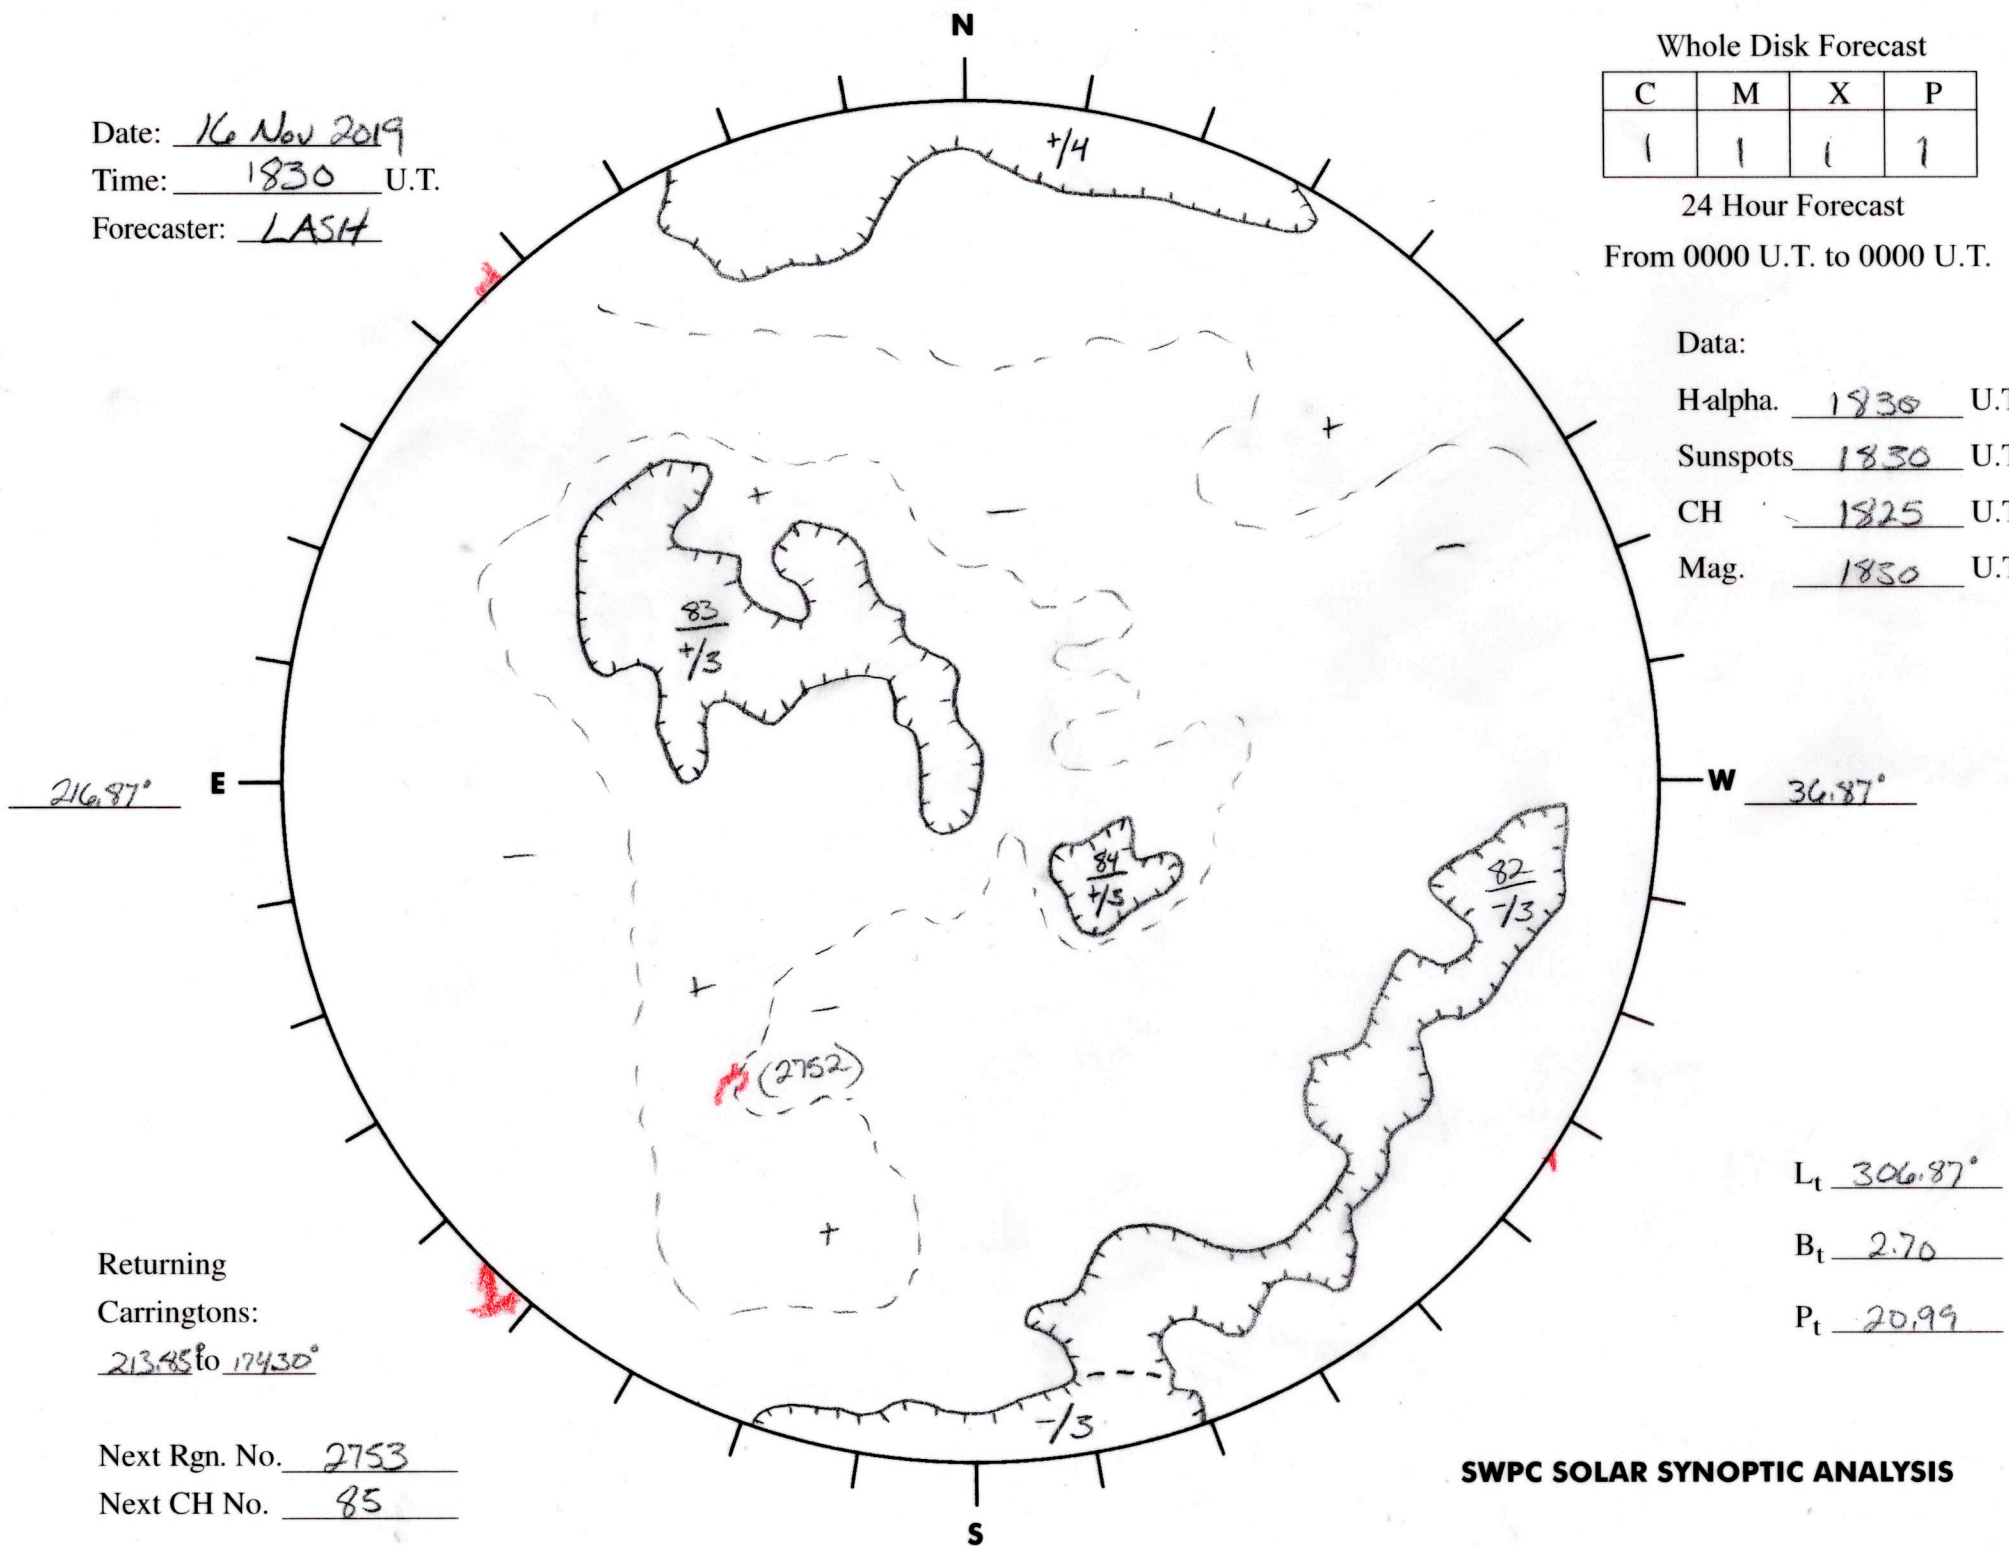 N
Whole Disk Forecast
C M X P
1 1 1 1
24 Hour Forecast
From 0000 U.T. to 0000 U.T.
Date: 16 Nov 2019
Time: 1830 U.T.
Forecaster: LASH
+/4
Data:
H-alpha. 1830 U.T
Sunspots 1830 U.T
CH 1825 U.T
Mag. 1830 U.T
+
+
-
-
83
+/3
216.87° E
W 36.87°
84
+/3
82
-/3
-
+
-
(2752)
+
Lt 306.87°
Bt 2.70
Pt 20.99
Returning
Carringtons:
213.85° to 174.30°
-/3
Next Rgn. No. 2753
Next CH No. 85
SWPC SOLAR SYNOPTIC ANALYSIS
S